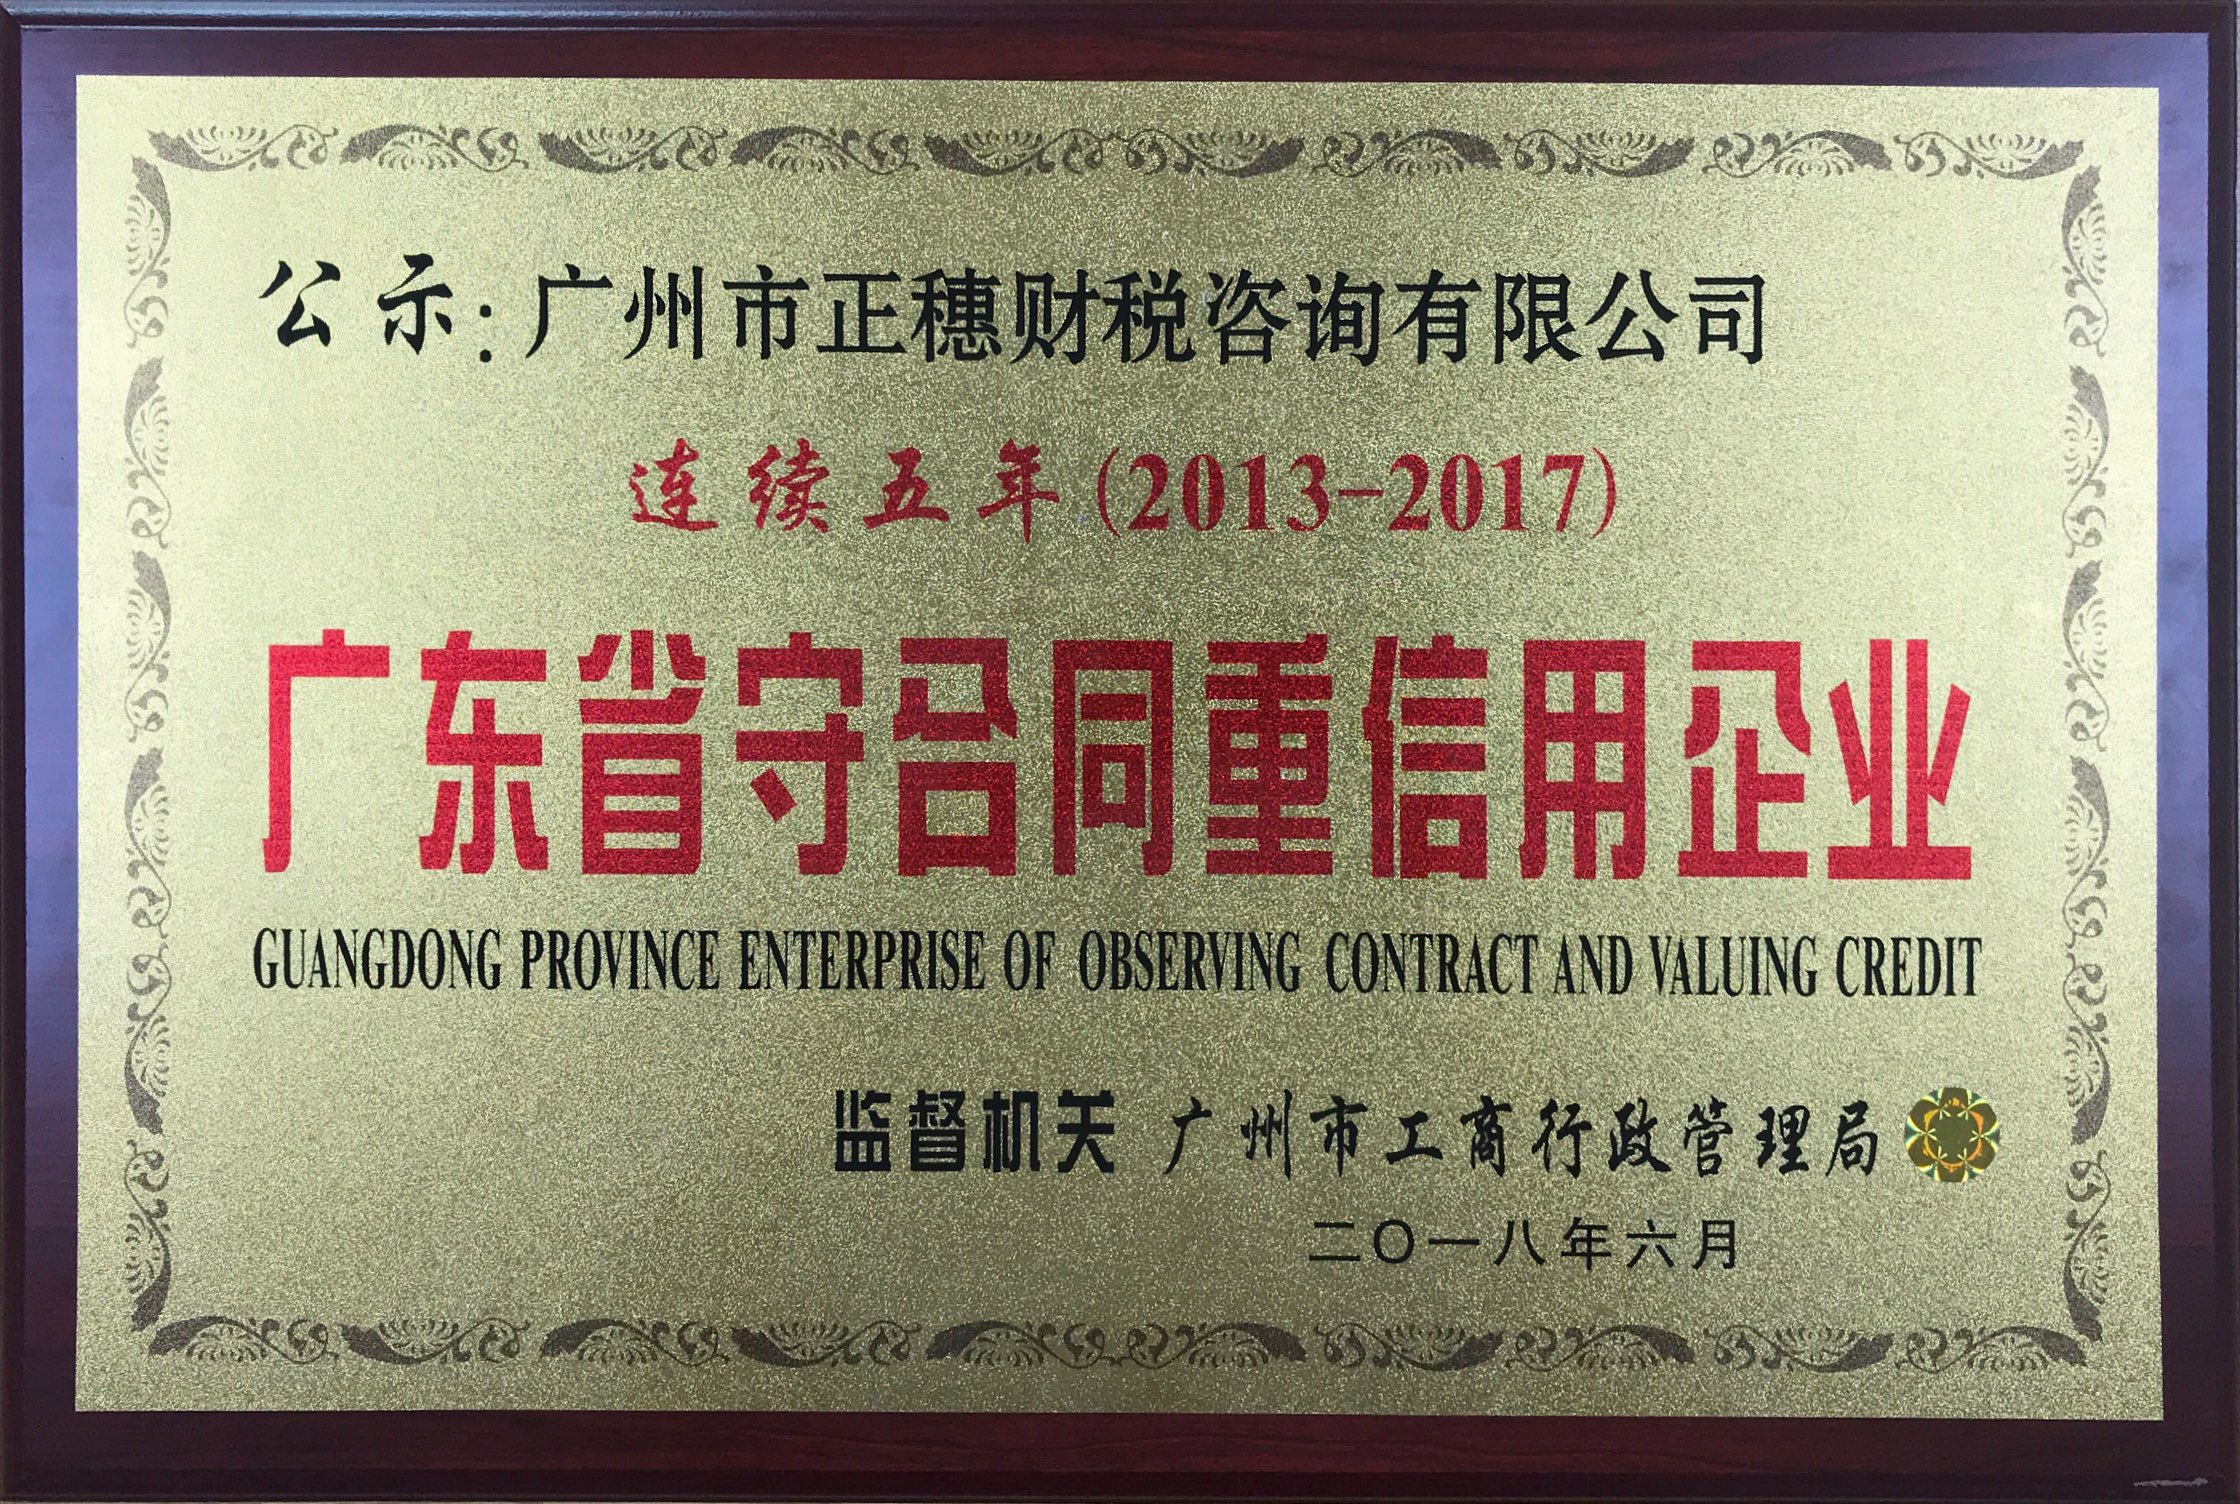 公示:广州市正穗财税咨询有限公司
连续五年(2013-2017)
广东省守合同重信用企业
GUANGDONG PROVINCE ENTERPRISE OF OBSERVING CONTRACT AND VALUING CREDIT
监督机关 广州市工商行政管理局
二〇一八年六月